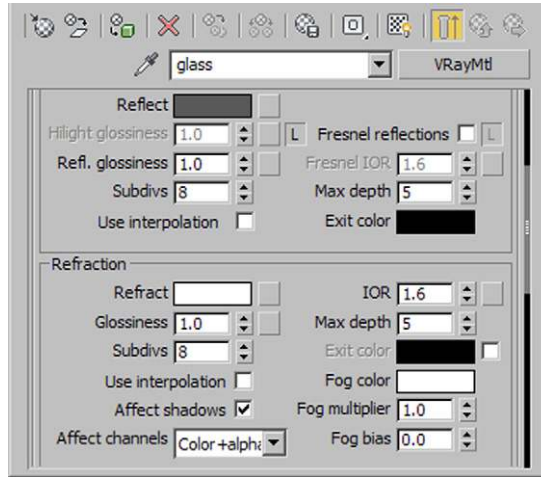 glass VRayMtl
Reflect
Hilight glossiness 1.0 L Fresnel reflections L
Refl. glossiness 1.0 Fresnel IOR 1.6
Subdivs 8 Max depth 5
Use interpolation Exit color
Refraction
Refract IOR 1.6
Glossiness 1.0 Max depth 5
Subdivs 8 Exit color
Use interpolation Fog color
Affect shadows Fog multiplier 1.0
Affect channels Color+alpha Fog bias 0.0